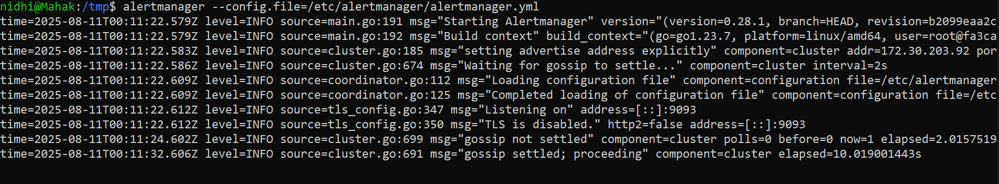 nidhi@Mahak:/tmp$ alertmanager --config.file=/etc/alertmanager/alertmanager.yml
time=2025-08-11T00:11:22.579Z level=INFO source=main.go:191 msg="Starting Alertmanager" version="(version=0.28.1, branch=HEAD, revision=b2099eaa2c
time=2025-08-11T00:11:22.579Z level=INFO source=main.go:192 msg="Build context" build_context="(go=go1.23.7, platform=linux/amd64, user=root@fa3ca
time=2025-08-11T00:11:22.583Z level=INFO source=cluster.go:185 msg="setting advertise address explicitly" component=cluster addr=172.30.203.92 por
time=2025-08-11T00:11:22.586Z level=INFO source=cluster.go:674 msg="Waiting for gossip to settle..." component=cluster interval=2s
time=2025-08-11T00:11:22.609Z level=INFO source=coordinator.go:112 msg="Loading configuration file" component=configuration file=/etc/alertmanager
time=2025-08-11T00:11:22.609Z level=INFO source=coordinator.go:125 msg="Completed loading of configuration file" component=configuration file=/etc
time=2025-08-11T00:11:22.612Z level=INFO source=tls_config.go:347 msg="Listening on" address=[::]:9093
time=2025-08-11T00:11:22.612Z level=INFO source=tls_config.go:350 msg="TLS is disabled." http2=false address=[::]:9093
time=2025-08-11T00:11:24.602Z level=INFO source=cluster.go:699 msg="gossip not settled" component=cluster polls=0 before=0 now=1 elapsed=2.0157519
time=2025-08-11T00:11:32.606Z level=INFO source=cluster.go:691 msg="gossip settled; proceeding" component=cluster elapsed=10.019001443s